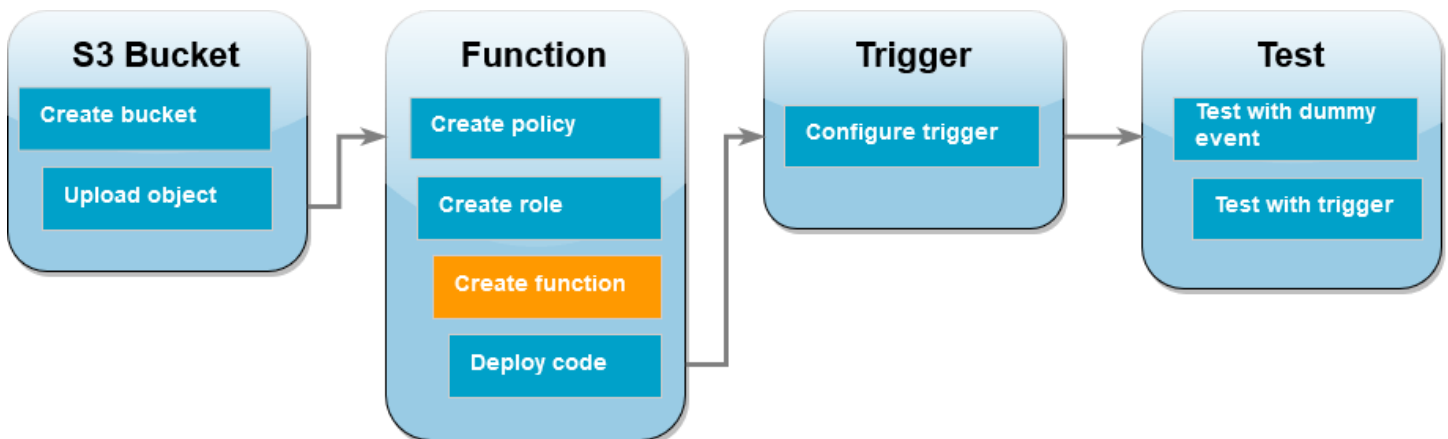 S3 Bucket
Create bucket
Upload object
Function
Create policy
Create role
Create function
Deploy code
Trigger
Configure trigger
Test
Test with dummy
event
Test with trigger